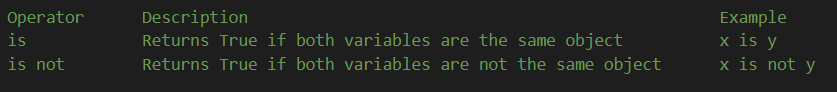 Operator Description Example
is Returns True if both variables are the same object x is y
is not Returns True if both variables are not the same object x is not y